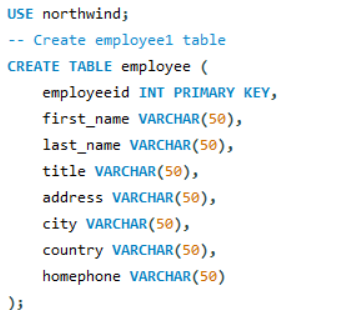 USE northwind;
-- Create employee1 table
CREATE TABLE employee (
    employeeid INT PRIMARY KEY,
    first_name VARCHAR(50),
    last_name VARCHAR(50),
    title VARCHAR(50),
    address VARCHAR(50),
    city VARCHAR(50),
    country VARCHAR(50),
    homephone VARCHAR(50)
);